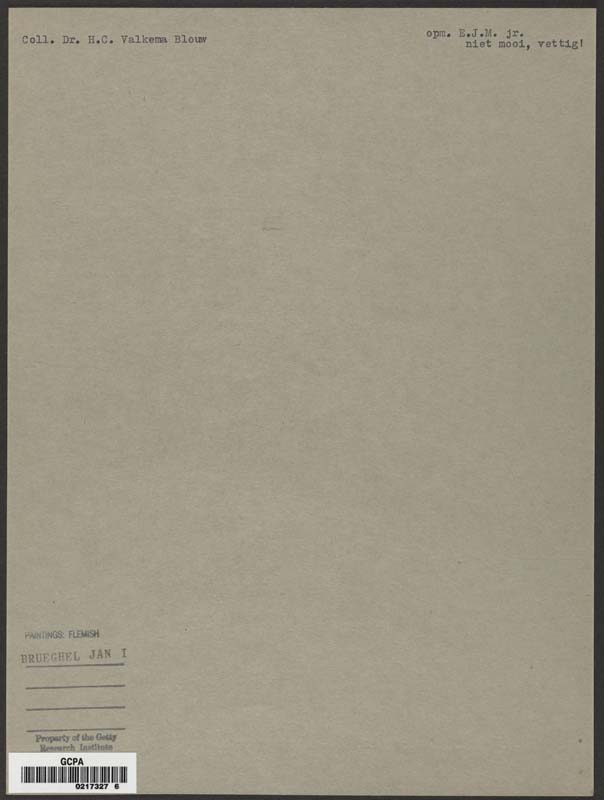 Coll. Dr. H.C. Valkema Blouw
opm. E.J.M. jr.
niet mooi, vettig!
PAINTINGS: FLEMISH
BRUEGHEL JAN I
Property of the Getty
Research Institute
GCPA
0217327 6